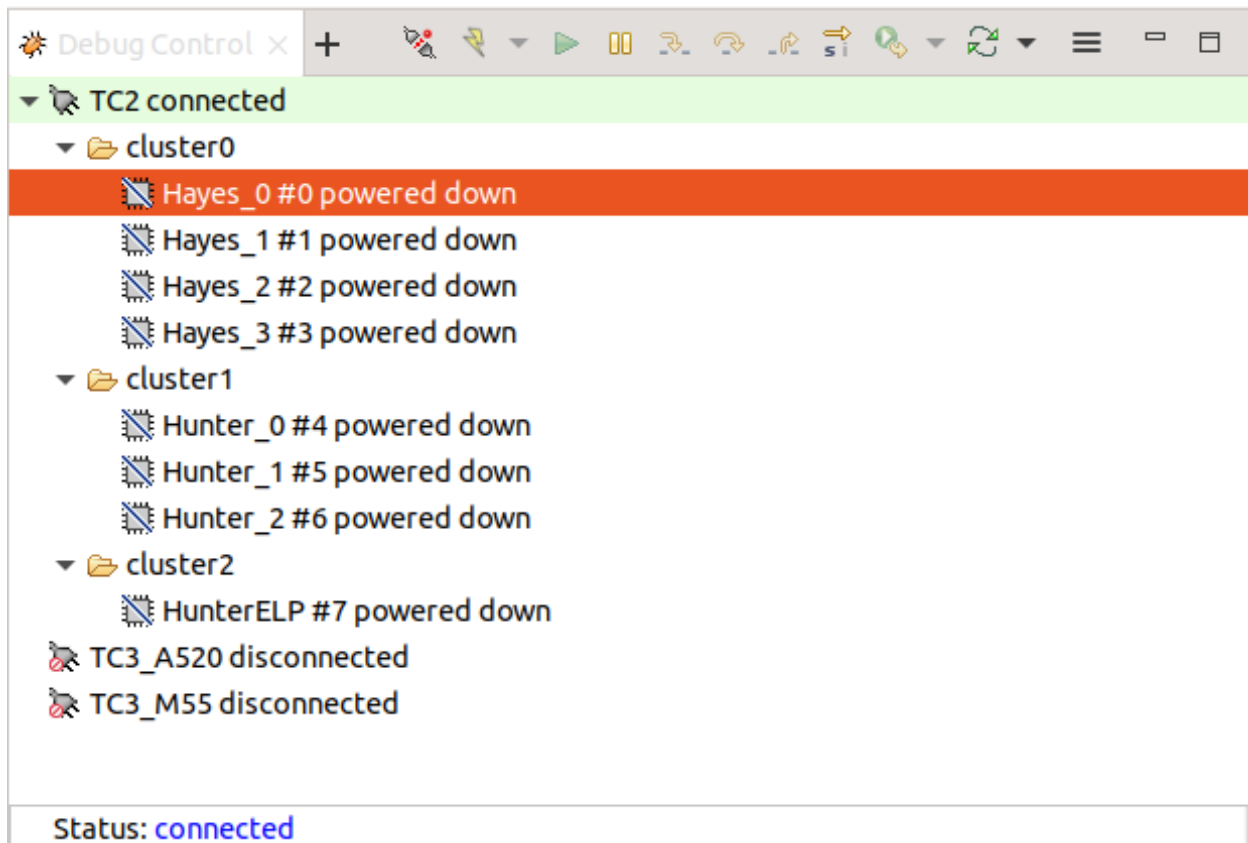 Debug Control
si
TC2 connected
cluster0
Hayes_0 #0 powered down
Hayes_1 #1 powered down
Hayes_2 #2 powered down
Hayes_3 #3 powered down
cluster1
Hunter_0 #4 powered down
Hunter_1 #5 powered down
Hunter_2 #6 powered down
cluster2
HunterELP #7 powered down
TC3_A520 disconnected
TC3_M55 disconnected
Status: connected